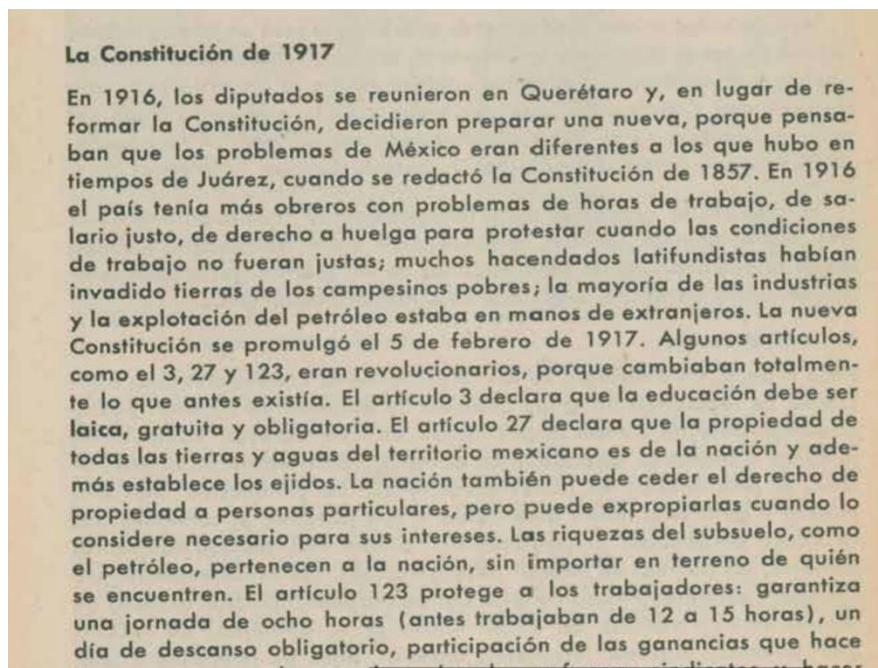 La Constitución de 1917
En 1916, los diputados se reunieron en Querétaro y, en lugar de re-
formar la Constitución, decidieron preparar una nueva, porque pensa-
ban que los problemas de México eran diferentes a los que hubo en
tiempos de Juárez, cuando se redactó la Constitución de 1857. En 1916
el país tenía más obreros con problemas de horas de trabajo, de sa-
lario justo, de derecho a huelga para protestar cuando las condiciones
de trabajo no fueran justas; muchos hacendados latifundistas habían
invadido tierras de los campesinos pobres; la mayoría de las industrias
y la explotación del petróleo estaba en manos de extranjeros. La nueva
Constitución se promulgó el 5 de febrero de 1917. Algunos artículos,
como el 3, 27 y 123, eran revolucionarios, porque cambiaban totalmen-
te lo que antes existía. El artículo 3 declara que la educación debe ser
laica, gratuita y obligatoria. El artículo 27 declara que la propiedad de
todas las tierras y aguas del territorio mexicano es de la nación y ade-
más establece los ejidos. La nación también puede ceder el derecho de
propiedad a personas particulares, pero puede expropiarlas cuando lo
considere necesario para sus intereses. Las riquezas del subsuelo, como
el petróleo, pertenecen a la nación, sin importar en terreno de quién
se encuentren. El artículo 123 protege a los trabajadores: garantiza
una jornada de ocho horas (antes trabajaban de 12 a 15 horas), un
día de descanso obligatorio, participación de las ganancias que hace